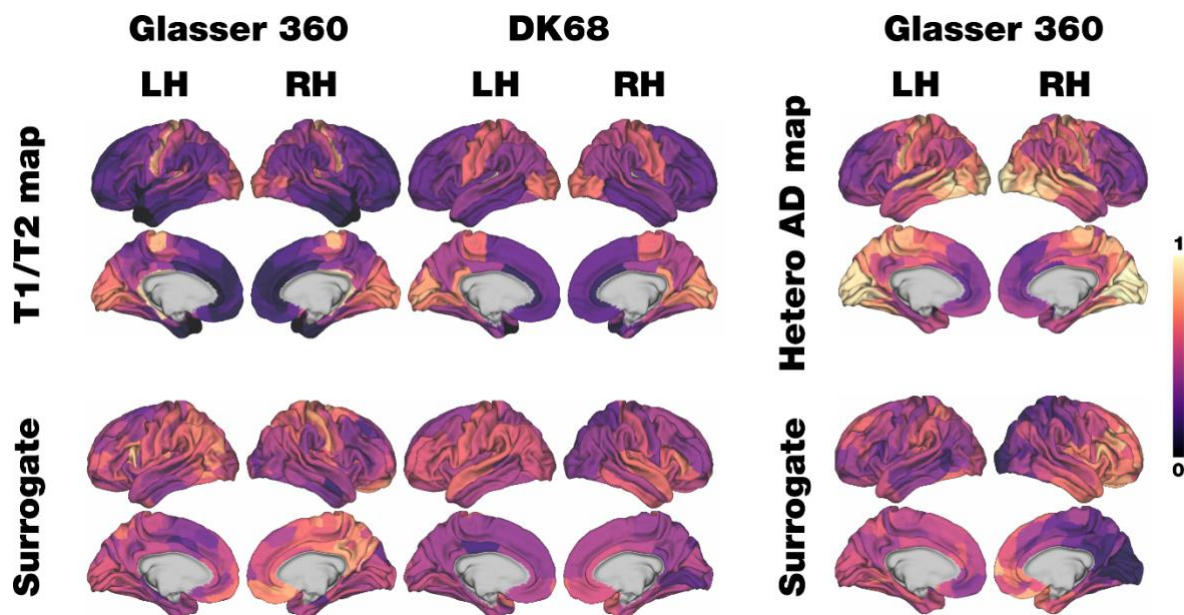 Glasser 360 DK68 Glasser 360
LH RH LH RH LH RH
T1/T2 map
Hetero AD map
1
0
Surrogate
Surrogate